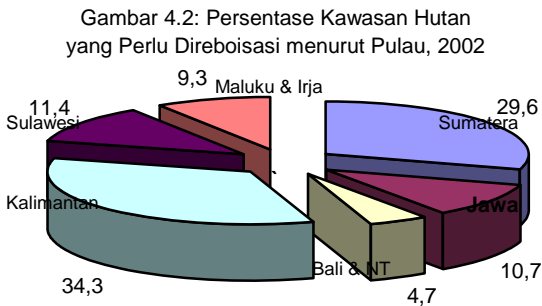 Gambar 4.2: Persentase Kawasan Hutan
yang Perlu Direboisasi menurut Pulau, 2002
9,3
Maluku & Irja
11,4
Sulawesi
29,6
Sumatera
Kalimantan
Jawa
34,3
Bali & NT
4,7
10,7